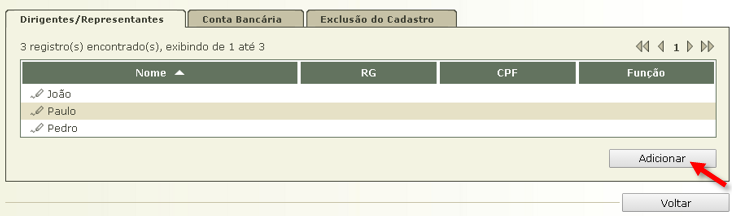 Dirigentes/Representantes Conta Bancária Exclusão do Cadastro
3 registro(s) encontrado(s), exibindo de 1 até 3 1
Nome RG CPF Função
João
Paulo
Pedro
Adicionar
Voltar